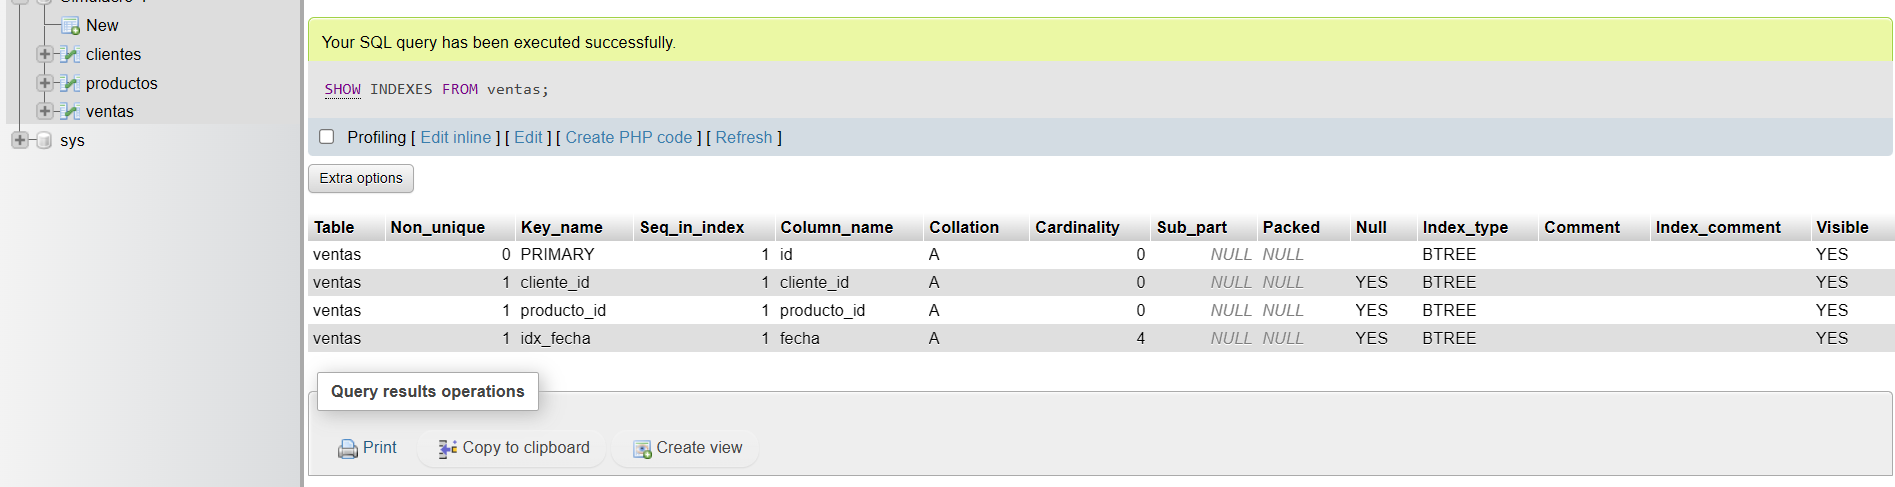 New
clientes
productos
ventas
sys
Your SQL query has been executed successfully.
SHOW INDEXES FROM ventas;
Profiling [ Edit inline ] [ Edit ] [ Create PHP code ] [ Refresh ]
Extra options
Table Non_unique Key_name Seq_in_index Column_name Collation Cardinality Sub_part Packed Null Index_type Comment Index_comment Visible
ventas 0 PRIMARY 1 id A 0 NULL NULL BTREE YES
ventas 1 cliente_id 1 cliente_id A 0 NULL NULL YES BTREE YES
ventas 1 producto_id 1 producto_id A 0 NULL NULL YES BTREE YES
ventas 1 idx_fecha 1 fecha A 4 NULL NULL YES BTREE YES
Query results operations
Print Copy to clipboard Create view